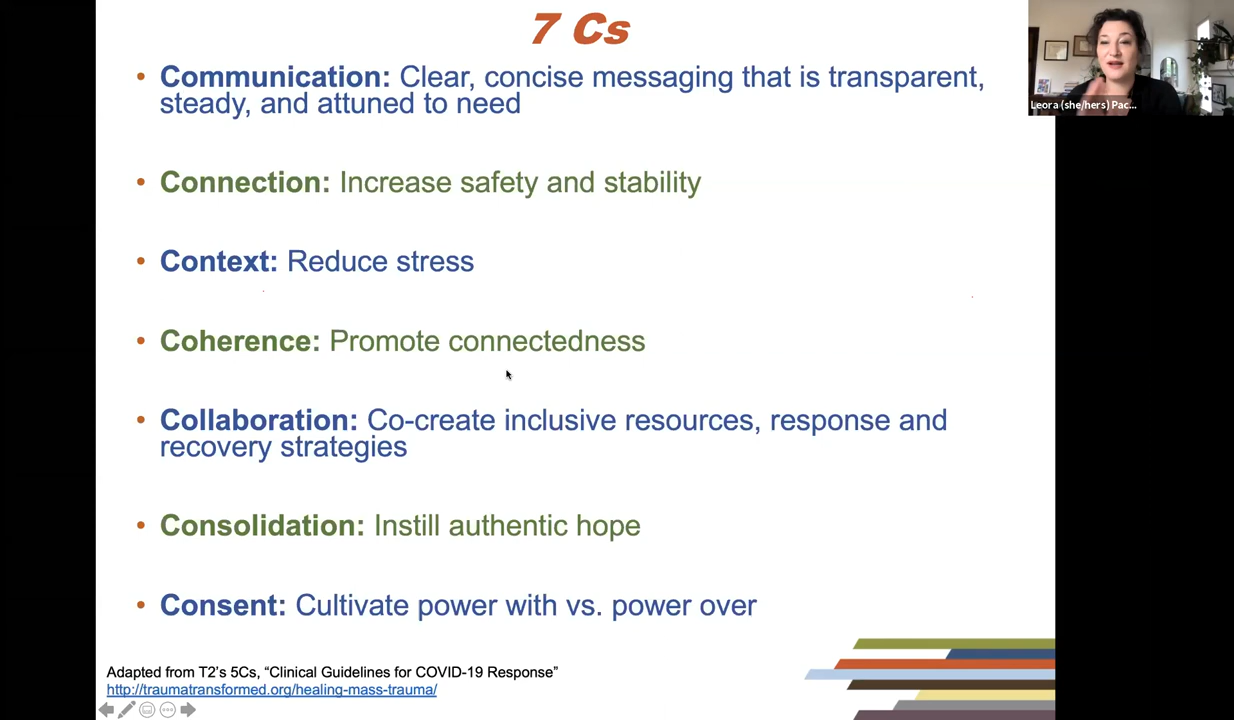 7 Cs
• Communication: Clear, concise messaging that is transparent,
steady, and attuned to need
• Connection: Increase safety and stability
• Context: Reduce stress
• Coherence: Promote connectedness
• Collaboration: Co-create inclusive resources, response and
recovery strategies
• Consolidation: Instill authentic hope
• Consent: Cultivate power with vs. power over
Adapted from T2’s 5Cs, “Clinical Guidelines for COVID-19 Response”
http://traumatransformed.org/healing-mass-trauma/
Leora (she/hers) Pac...